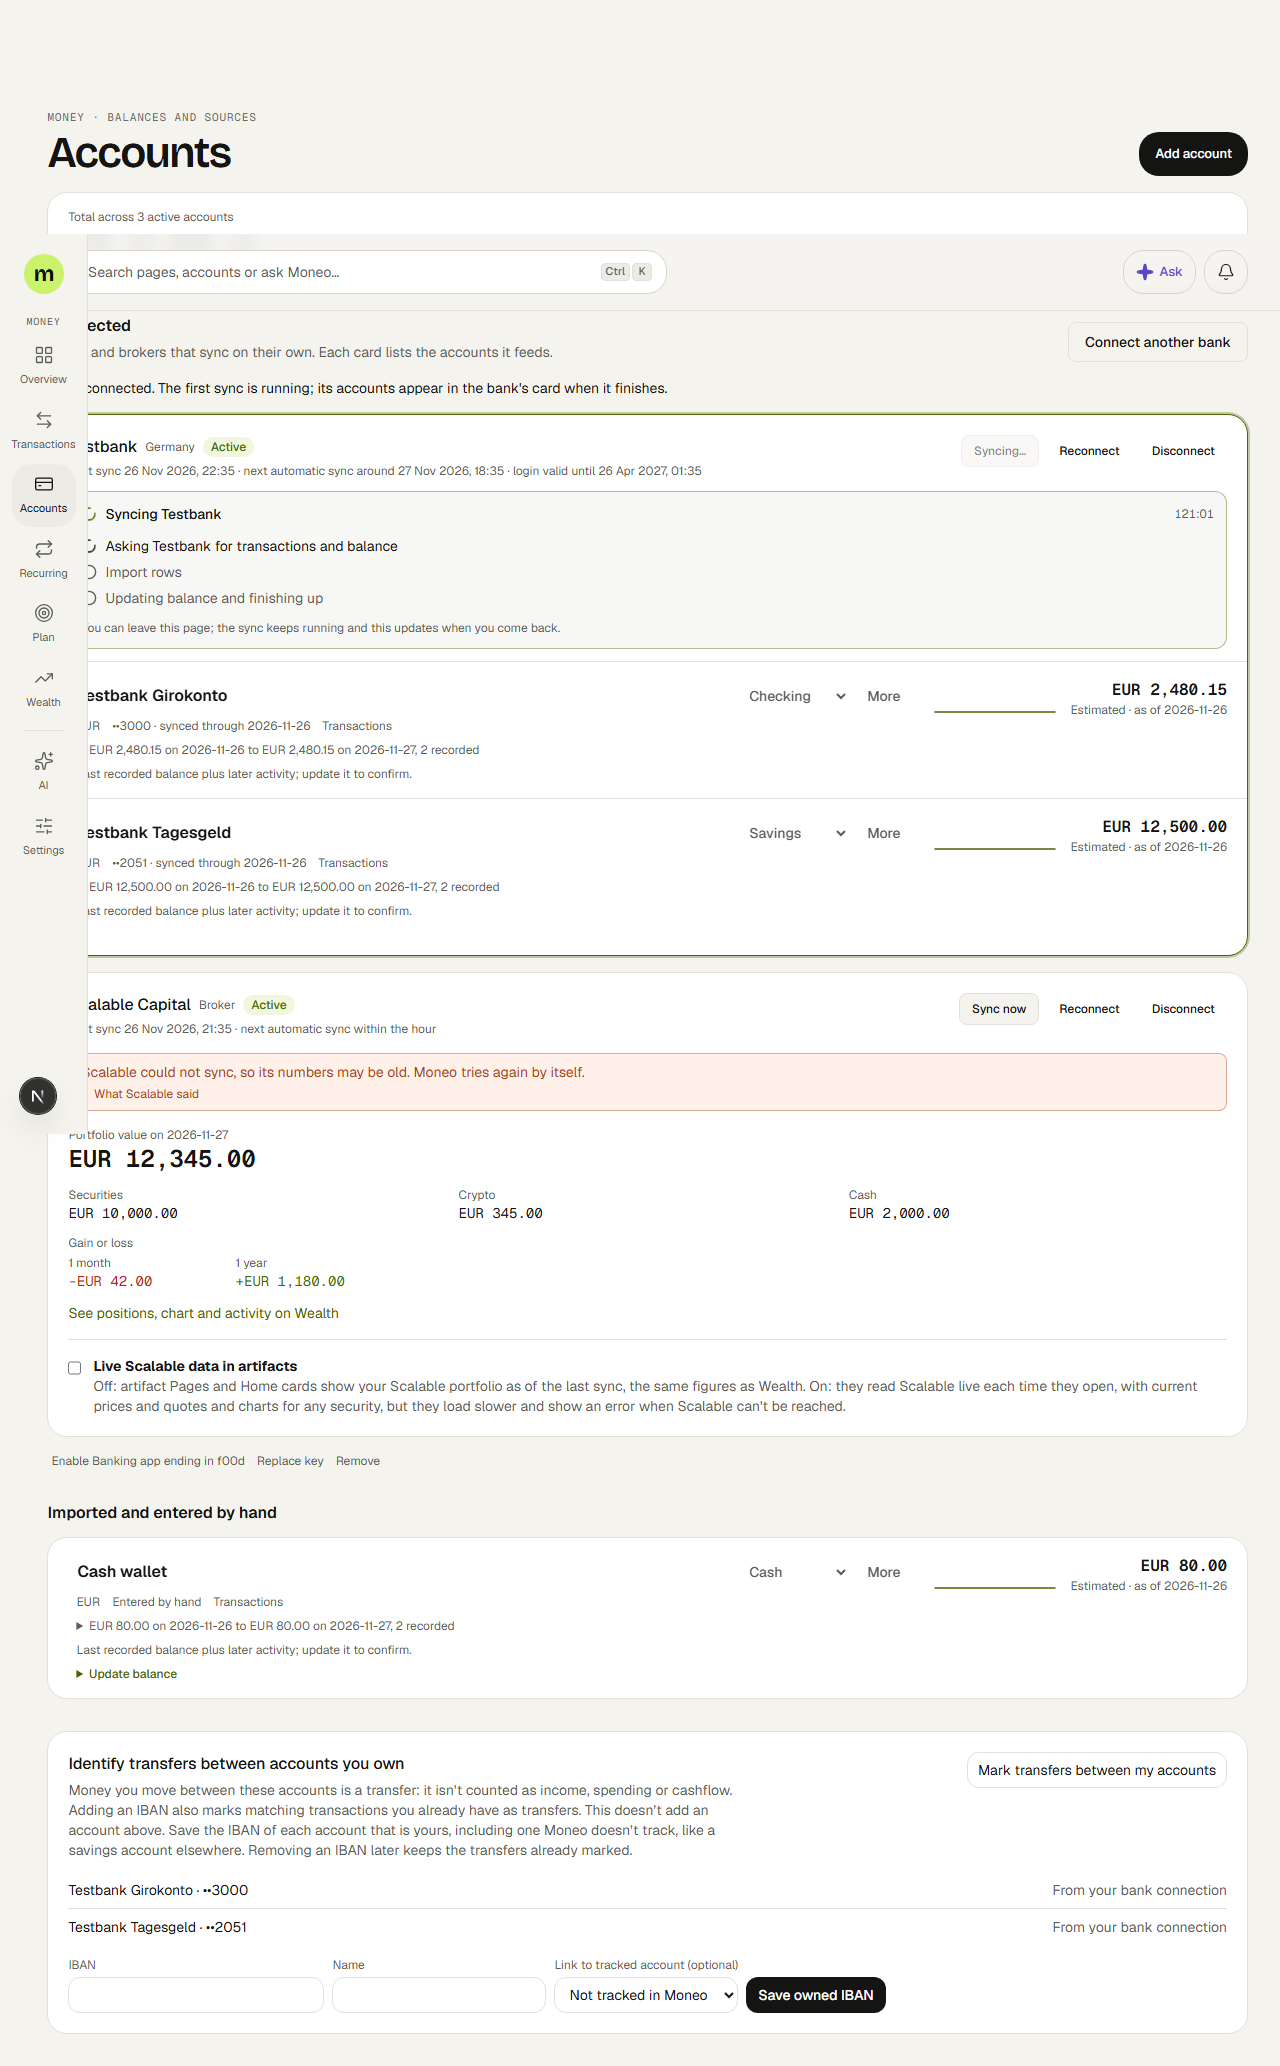 MONEY · BALANCES AND SOURCES
Accounts
Add account
Total across 3 active accounts
m
Search pages, accounts or ask Moneo...
Ctrl K
Ask
MONEY
Overview
Transactions
Accounts
Recurring
Plan
Wealth
AI
Settings
N
ected
Connect another bank
and brokers that sync on their own. Each card lists the accounts it feeds.
connected. The first sync is running; its accounts appear in the bank's card when it finishes.
stbank Germany Active
Syncing... Reconnect Disconnect
t sync 26 Nov 2026, 22:35 · next automatic sync around 27 Nov 2026, 18:35 · login valid until 26 Apr 2027, 01:35
Syncing Testbank 121:01
Asking Testbank for transactions and balance
Import rows
Updating balance and finishing up
ou can leave this page; the sync keeps running and this updates when you come back.
estbank Girokonto Checking More EUR 2,480.15
UR ••3000 · synced through 2026-11-26 Transactions
Estimated · as of 2026-11-26
EUR 2,480.15 on 2026-11-26 to EUR 2,480.15 on 2026-11-27, 2 recorded
ast recorded balance plus later activity; update it to confirm.
estbank Tagesgeld Savings More EUR 12,500.00
UR ••2051 · synced through 2026-11-26 Transactions
Estimated · as of 2026-11-26
EUR 12,500.00 on 2026-11-26 to EUR 12,500.00 on 2026-11-27, 2 recorded
ast recorded balance plus later activity; update it to confirm.
alable Capital Broker Active
Sync now Reconnect Disconnect
t sync 26 Nov 2026, 21:35 · next automatic sync within the hour
Scalable could not sync, so its numbers may be old. Moneo tries again by itself.
What Scalable said
Portfolio value on 2026-11-27
EUR 12,345.00
Securities Crypto Cash
EUR 10,000.00 EUR 345.00 EUR 2,000.00
Gain or loss
1 month 1 year
-EUR 42.00 +EUR 1,180.00
See positions, chart and activity on Wealth
Live Scalable data in artifacts
Off: artifact Pages and Home cards show your Scalable portfolio as of the last sync, the same figures as Wealth. On: they read Scalable live each time they open, with current
prices and quotes and charts for any security, but they load slower and show an error when Scalable can't be reached.
Enable Banking app ending in f00d Replace key Remove
Imported and entered by hand
Cash wallet Cash More EUR 80.00
EUR Entered by hand Transactions
Estimated · as of 2026-11-26
EUR 80.00 on 2026-11-26 to EUR 80.00 on 2026-11-27, 2 recorded
Last recorded balance plus later activity; update it to confirm.
Update balance
Identify transfers between accounts you own
Mark transfers between my accounts
Money you move between these accounts is a transfer: it isn't counted as income, spending or cashflow.
Adding an IBAN also marks matching transactions you already have as transfers. This doesn't add an
account above. Save the IBAN of each account that is yours, including one Moneo doesn't track, like a
savings account elsewhere. Removing an IBAN later keeps the transfers already marked.
Testbank Girokonto · ••3000 From your bank connection
Testbank Tagesgeld · ••2051 From your bank connection
IBAN Name Link to tracked account (optional)
Not tracked in Moneo Save owned IBAN